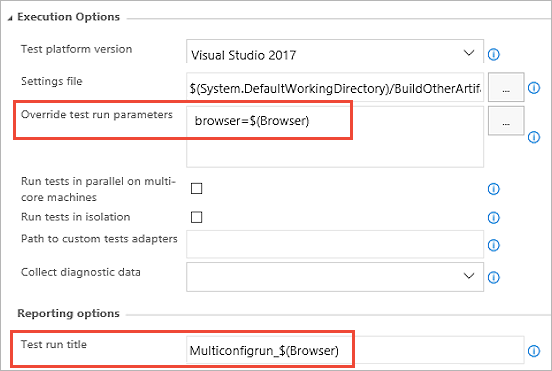 Execution Options
Test platform version
Visual Studio 2017
Settings file
$(System.DefaultWorkingDirectory)/BuildOtherArtifa
...
Override test run parameters
browser=$(Browser)
...
Run tests in parallel on multi-
core machines
Run tests in isolation
Path to custom tests adapters
Collect diagnostic data
Reporting options
Test run title
Multiconfigrun_$(Browser)